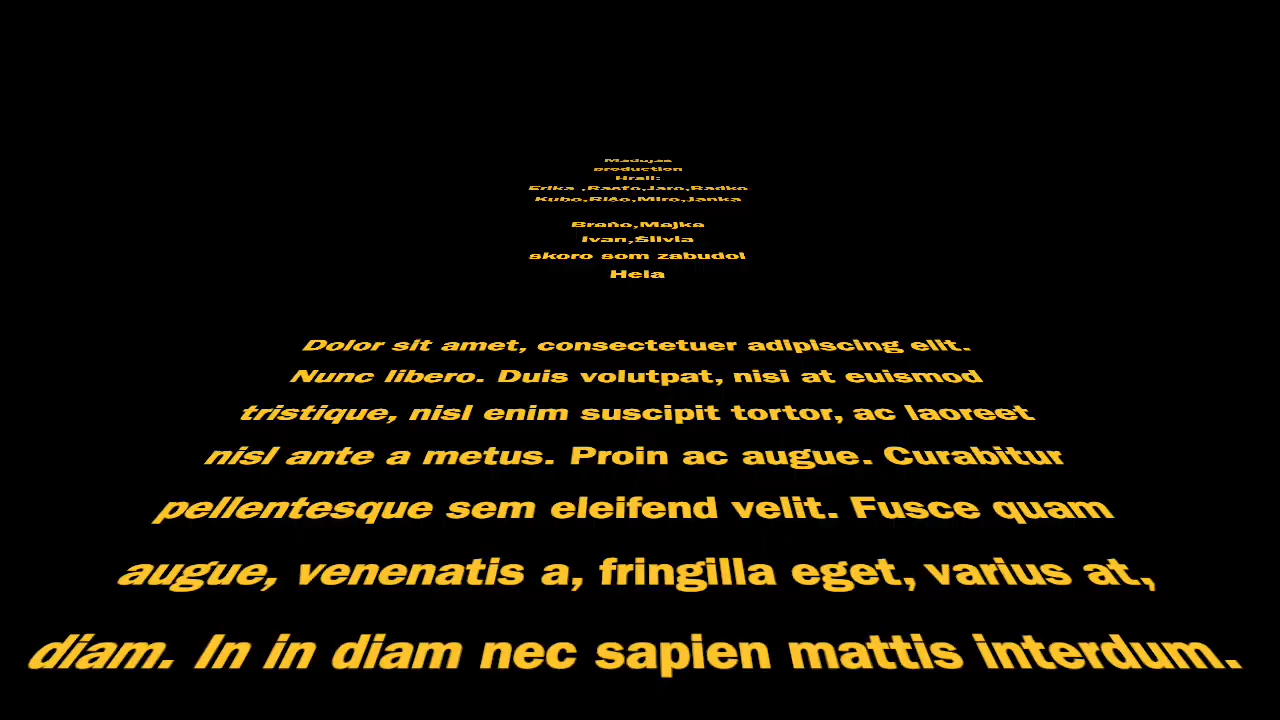 Madujas
production
Hrali:
Erika ,Rasťo,Jaro,Radko
Kubo,Rišo,Miro,Janka
Braňo,Majka
Ivan,Silvia
skoro som zabudol
Hela
Dolor sit amet, consectetuer adipiscing elit.
Nunc libero. Duis volutpat, nisi at euismod
tristique, nisl enim suscipit tortor, ac laoreet
nisl ante a metus. Proin ac augue. Curabitur
pellentesque sem eleifend velit. Fusce quam
augue, venenatis a, fringilla eget, varius at,
diam. In in diam nec sapien mattis interdum.